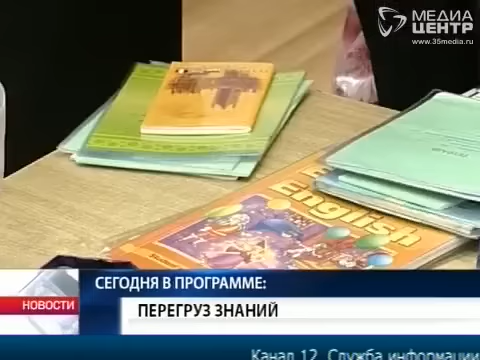 МЕДИА
ЦЕНТР
www.35media.ru
English
СЕГОДНЯ В ПРОГРАММЕ:
НОВОСТИ
ПЕРЕГРУЗ ЗНАНИЙ
Канал 12. Служба информации